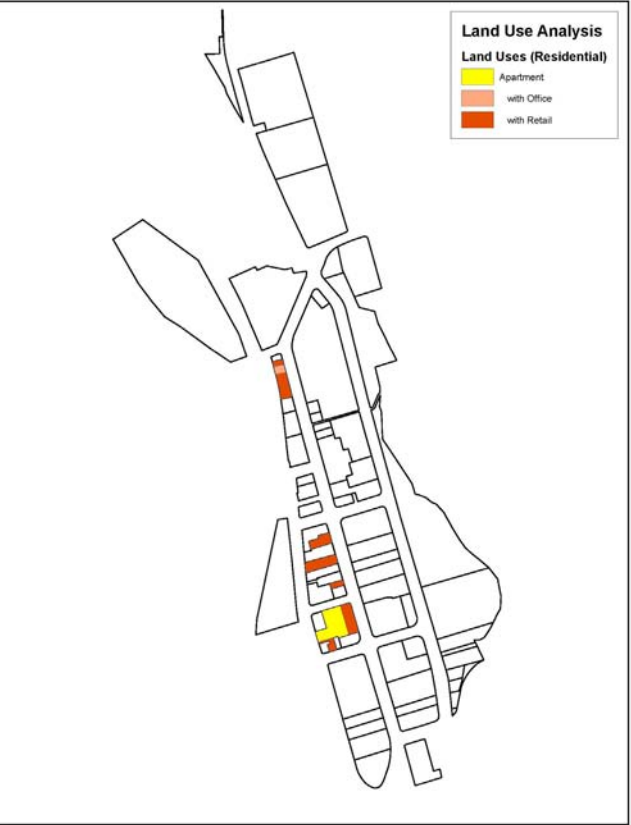 Land Use Analysis
Land Uses (Residential)
Apartment
with Office
with Retail